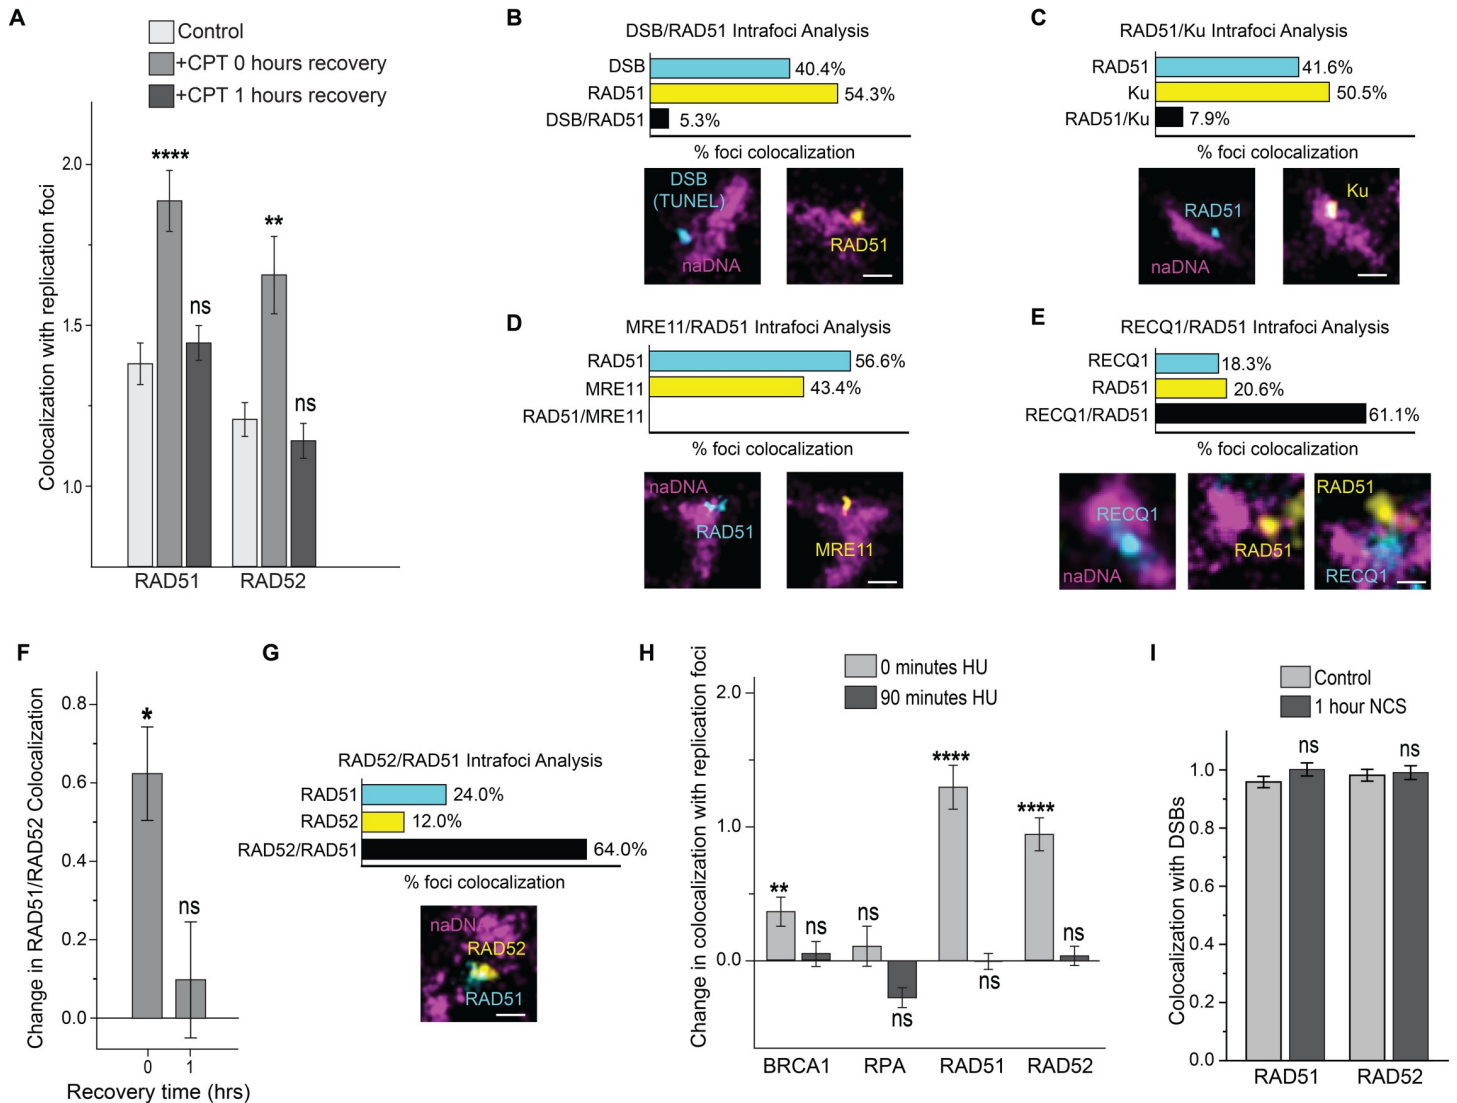 A
Control
+CPT 0 hours recovery
+CPT 1 hours recovery
Colocalization with replication foci
2.0
1.5
1.0
****
ns
**
ns
RAD51
RAD52
B
DSB/RAD51 Intrafoci Analysis
DSB
40.4%
RAD51
54.3%
DSB/RAD51
5.3%
% foci colocalization
DSB
(TUNEL)
naDNA
RAD51
C
RAD51/Ku Intrafoci Analysis
RAD51
41.6%
Ku
50.5%
RAD51/Ku
7.9%
% foci colocalization
RAD51
naDNA
Ku
D
MRE11/RAD51 Intrafoci Analysis
RAD51
56.6%
MRE11
43.4%
RAD51/MRE11
% foci colocalization
naDNA
RAD51
MRE11
E
RECQ1/RAD51 Intrafoci Analysis
RECQ1
18.3%
RAD51
20.6%
RECQ1/RAD51
61.1%
% foci colocalization
RECQ1
naDNA
RAD51
RAD51
RECQ1
F
Change in RAD51/RAD52 Colocalization
0.8
0.6
0.4
0.2
0.0
*
ns
0
1
Recovery time (hrs)
G
RAD52/RAD51 Intrafoci Analysis
RAD51
24.0%
RAD52
12.0%
RAD52/RAD51
64.0%
% foci colocalization
naDNA
RAD52
RAD51
H
0 minutes HU
90 minutes HU
Change in colocalization with replication foci
2.0
1.0
0.0
**
ns
ns
ns
****
ns
****
ns
BRCA1
RPA
RAD51
RAD52
I
Control
1 hour NCS
Colocalization with DSBs
1.0
0.8
0.6
0.4
0.2
0.0
ns
ns
RAD51
RAD52